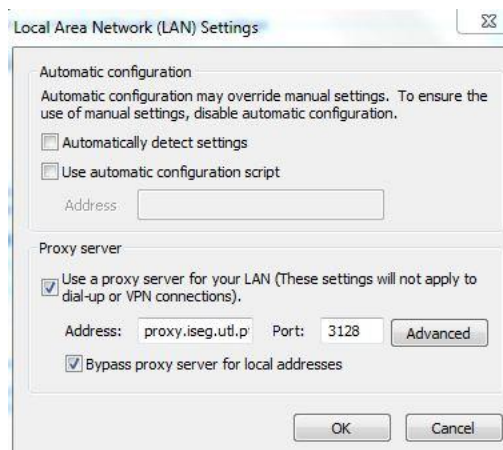 Local Area Network (LAN) Settings
Automatic configuration
Automatic configuration may override manual settings. To ensure the
use of manual settings, disable automatic configuration.
Automatically detect settings
Use automatic configuration script
Address
Proxy server
Use a proxy server for your LAN (These settings will not apply to
dial-up or VPN connections).
Address: proxy.iseg.utl.p Port: 3128 Advanced
Bypass proxy server for local addresses
OK Cancel